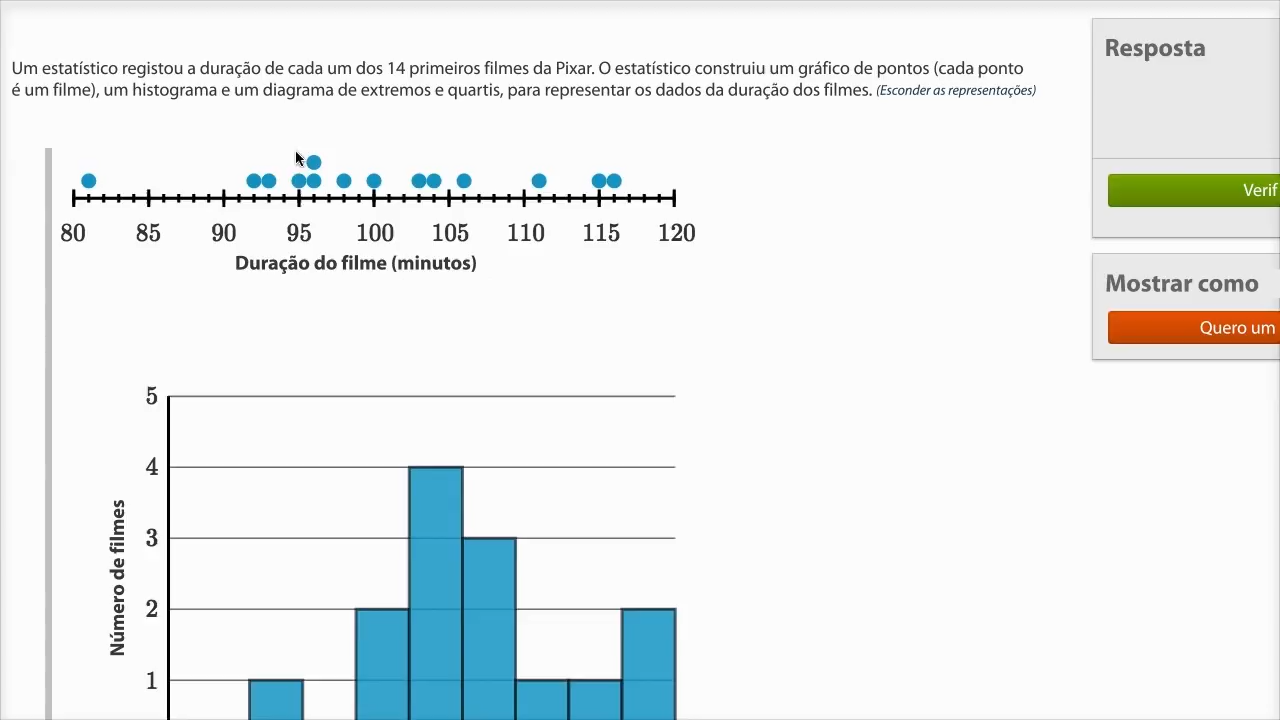 Um estatístico registou a duração de cada um dos 14 primeiros filmes da Pixar. O estatístico construiu um gráfico de pontos (cada ponto
é um filme), um histograma e um diagrama de extremos e quartis, para representar os dados da duração dos filmes. (Esconder as representações)
80 85 90 95 100 105 110 115 120
Duração do filme (minutos)
5
4
3
2
1
Número de filmes
Resposta
Verif
Mostrar como
Quero um